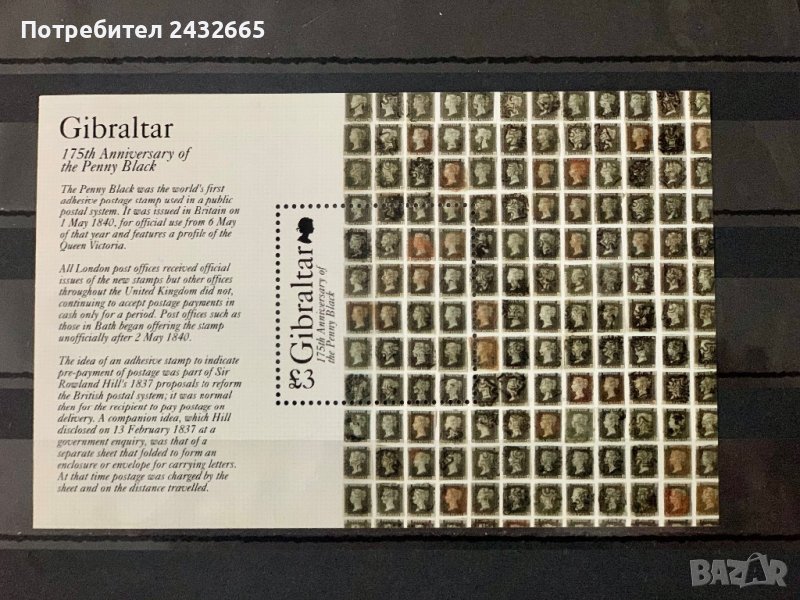 Потребител 2432665
Gibraltar
175th Anniversary of
the Penny Black
The Penny Black was the world's first
adhesive postage stamp used in a public
postal system. It was issued in Britain on
1 May 1840, for official use from 6 May
of that year and features a profile of the
Queen Victoria.
All London post offices received official
issues of the new stamps but other offices
throughout the United Kingdom did not,
continuing to accept postage payments in
cash only for a period. Post offices such as
those in Bath began offering the stamp
unofficially after 2 May 1840.
The idea of an adhesive stamp to indicate
pre-payment of postage was part of Sir
Rowland Hill's 1837 proposals to reform
the British postal system; it was normal
then for the recipient to pay postage on
delivery. A companion idea, which Hill
disclosed on 13 February 1837 at a
government enquiry, was that of a
separate sheet that folded to form an
enclosure or envelope for carrying letters.
At that time postage was charged by the
sheet and on the distance travelled.
Gibraltar
175th Anniversary of
the Penny Black
£3
BAZAR